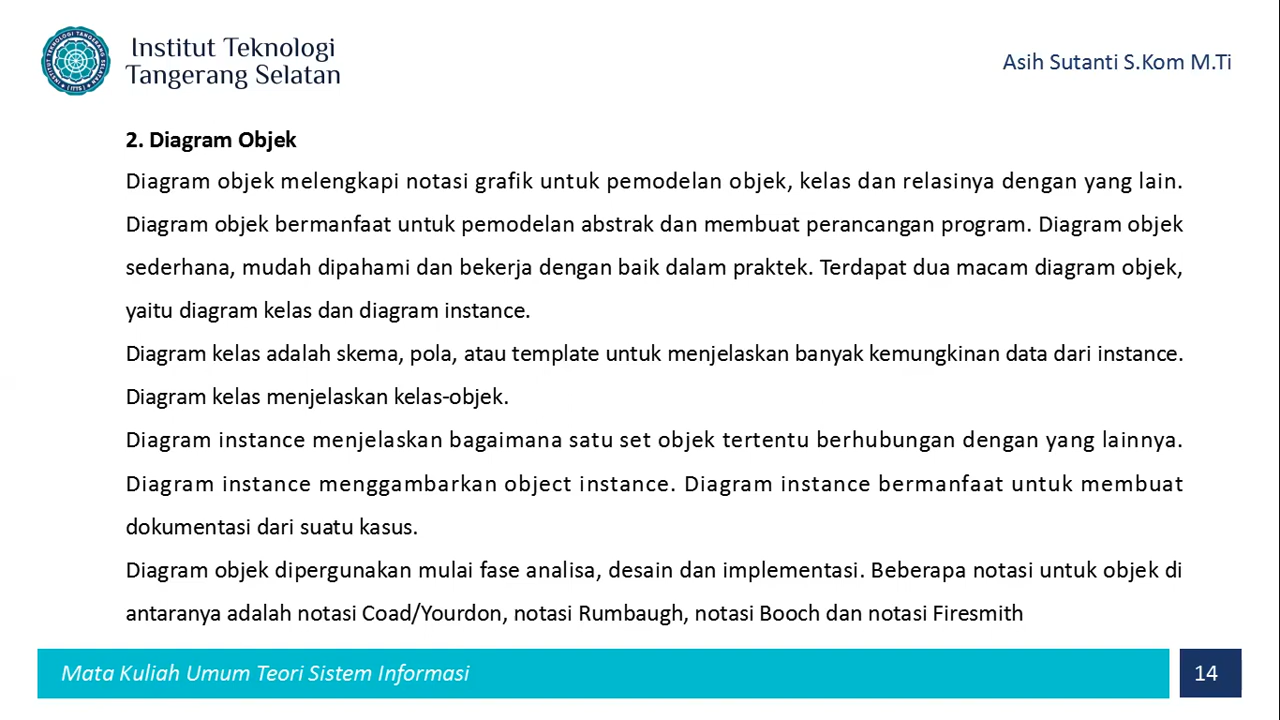 Institut Teknologi
Tangerang Selatan
Asih Sutanti S.Kom M.Ti
2. Diagram Objek
Diagram objek melengkapi notasi grafik untuk pemodelan objek, kelas dan relasinya dengan yang lain.
Diagram objek bermanfaat untuk pemodelan abstrak dan membuat perancangan program. Diagram objek
sederhana, mudah dipahami dan bekerja dengan baik dalam praktek. Terdapat dua macam diagram objek,
yaitu diagram kelas dan diagram instance.
Diagram kelas adalah skema, pola, atau template untuk menjelaskan banyak kemungkinan data dari instance.
Diagram kelas menjelaskan kelas-objek.
Diagram instance menjelaskan bagaimana satu set objek tertentu berhubungan dengan yang lainnya.
Diagram instance menggambarkan object instance. Diagram instance bermanfaat untuk membuat
dokumentasi dari suatu kasus.
Diagram objek dipergunakan mulai fase analisa, desain dan implementasi. Beberapa notasi untuk objek di
antaranya adalah notasi Coad/Yourdon, notasi Rumbaugh, notasi Booch dan notasi Firesmith
Mata Kuliah Umum Teori Sistem Informasi
14